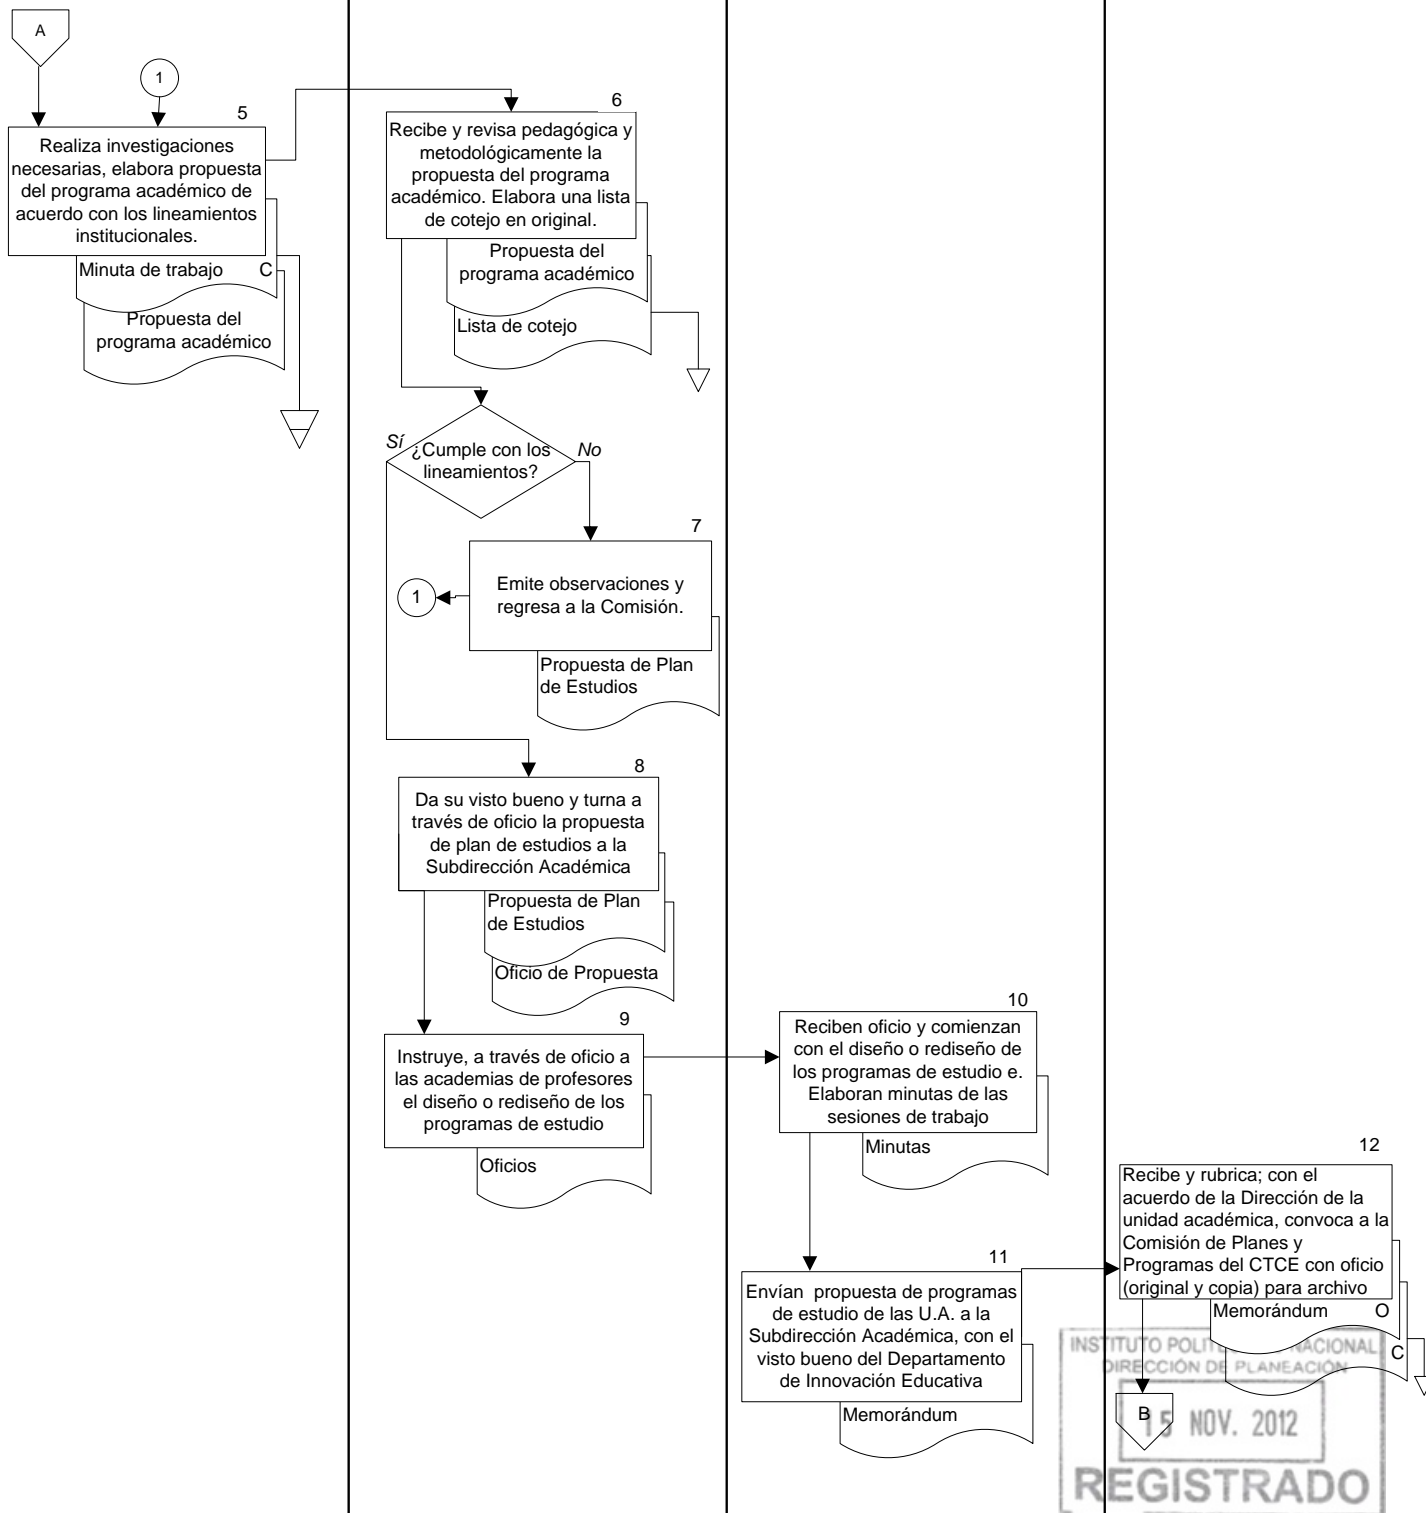 A
1
5
Realiza investigaciones
necesarias, elabora propuesta
del programa académico de
acuerdo con los lineamientos
institucionales.
Minuta de trabajo C
Propuesta del
programa académico
6
Recibe y revisa pedagógica y
metodológicamente la
propuesta del programa
académico. Elabora una lista
de cotejo en original.
Propuesta del
programa académico
Lista de cotejo
Sí
¿Cumple con los
lineamientos?
No
7
Emite observaciones y
regresa a la Comisión.
1
Propuesta de Plan
de Estudios
8
Da su visto bueno y turna a
través de oficio la propuesta
de plan de estudios a la
Subdirección Académica
Propuesta de Plan
de Estudios
Oficio de Propuesta
9
Instruye, a través de oficio a
las academias de profesores
el diseño o rediseño de los
programas de estudio
Oficios
10
Reciben oficio y comienzan
con el diseño o rediseño de
los programas de estudio e.
Elaboran minutas de las
sesiones de trabajo
Minutas
11
Envían propuesta de programas
de estudio de las U.A. a la
Subdirección Académica, con el
visto bueno del Departamento
de Innovación Educativa
Memorándum
12
Recibe y rubrica; con el
acuerdo de la Dirección de la
unidad académica, convoca a la
Comisión de Planes y
Programas del CTCE con oficio
(original y copia) para archivo
Memorándum O
C
B
INSTITUTO NACIONAL
DIRECCIÓN DE PLANEACIÓN
15 NOV. 2012
REGISTRADO